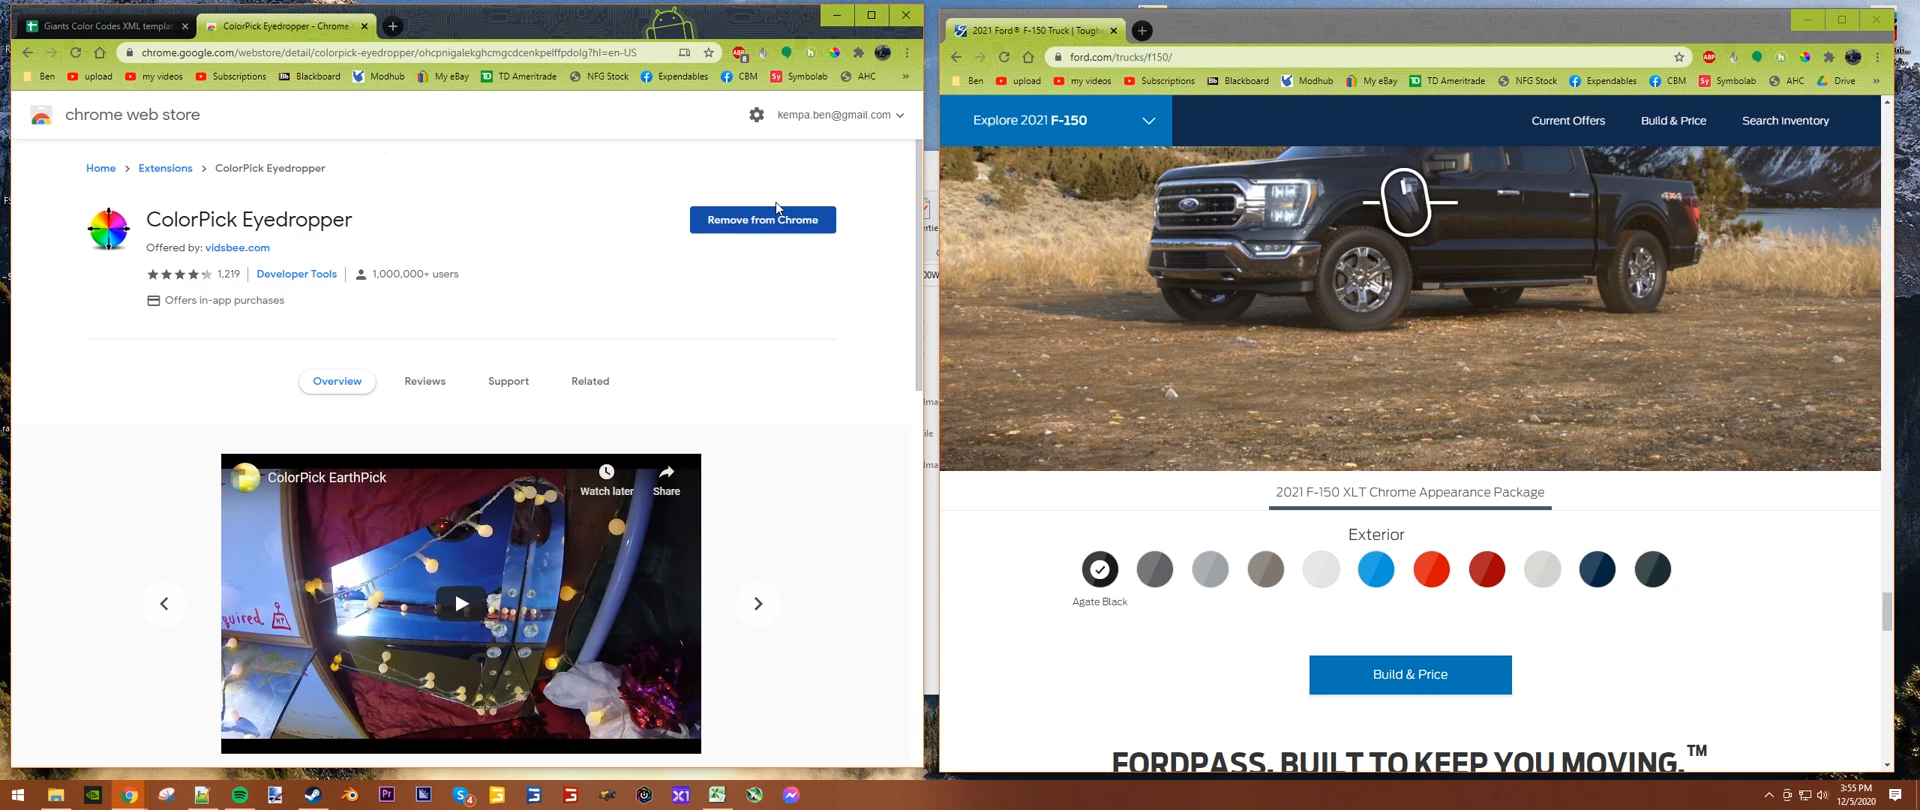 Giants Color Codes XML templat
ColorPick Eyedropper - Chrome
chrome.google.com/webstore/detail/colorpick-eyedropper/ohcpnigalekghcmgcdcenkpelffpdolg?hl=en-US
Ben
upload
my videos
Subscriptions
Blackboard
Modhub
My eBay
TD Ameritrade
NFG Stock
Expendables
CBM
Symbolab
AHC
»
chrome web store
kempa.ben@gmail.com
Home > Extensions > ColorPick Eyedropper
ColorPick Eyedropper
Remove from Chrome
Offered by: vidsbee.com
1,219
Developer Tools
1,000,000+ users
Offers in-app purchases
Overview
Reviews
Support
Related
ColorPick EarthPick
Watch later
Share
quired
2021 Ford® F-150 Truck | Tough
ford.com/trucks/f150/
Ben
upload
my videos
Subscriptions
Blackboard
Modhub
My eBay
TD Ameritrade
NFG Stock
Expendables
CBM
Symbolab
AHC
Drive
»
Explore 2021 F-150
Current Offers
Build & Price
Search Inventory
4x4
2021 F-150 XLT Chrome Appearance Package
Exterior
Agate Black
Build & Price
FORDPASS. BUILT TO KEEP YOU MOVING.™
3:55 PM
12/5/2020